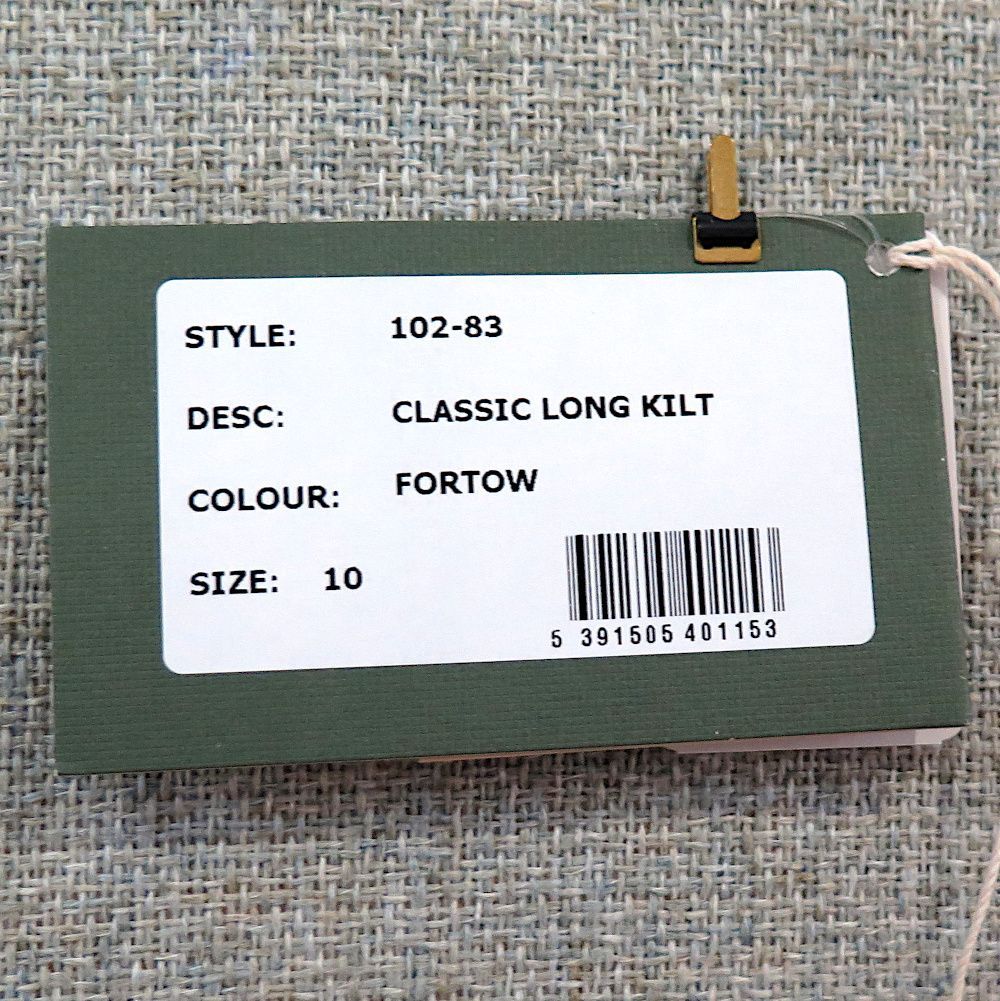 STYLE: 102-83
DESC: CLASSIC LONG KILT
COLOUR: FORTOW
SIZE: 10
5 391505 401153